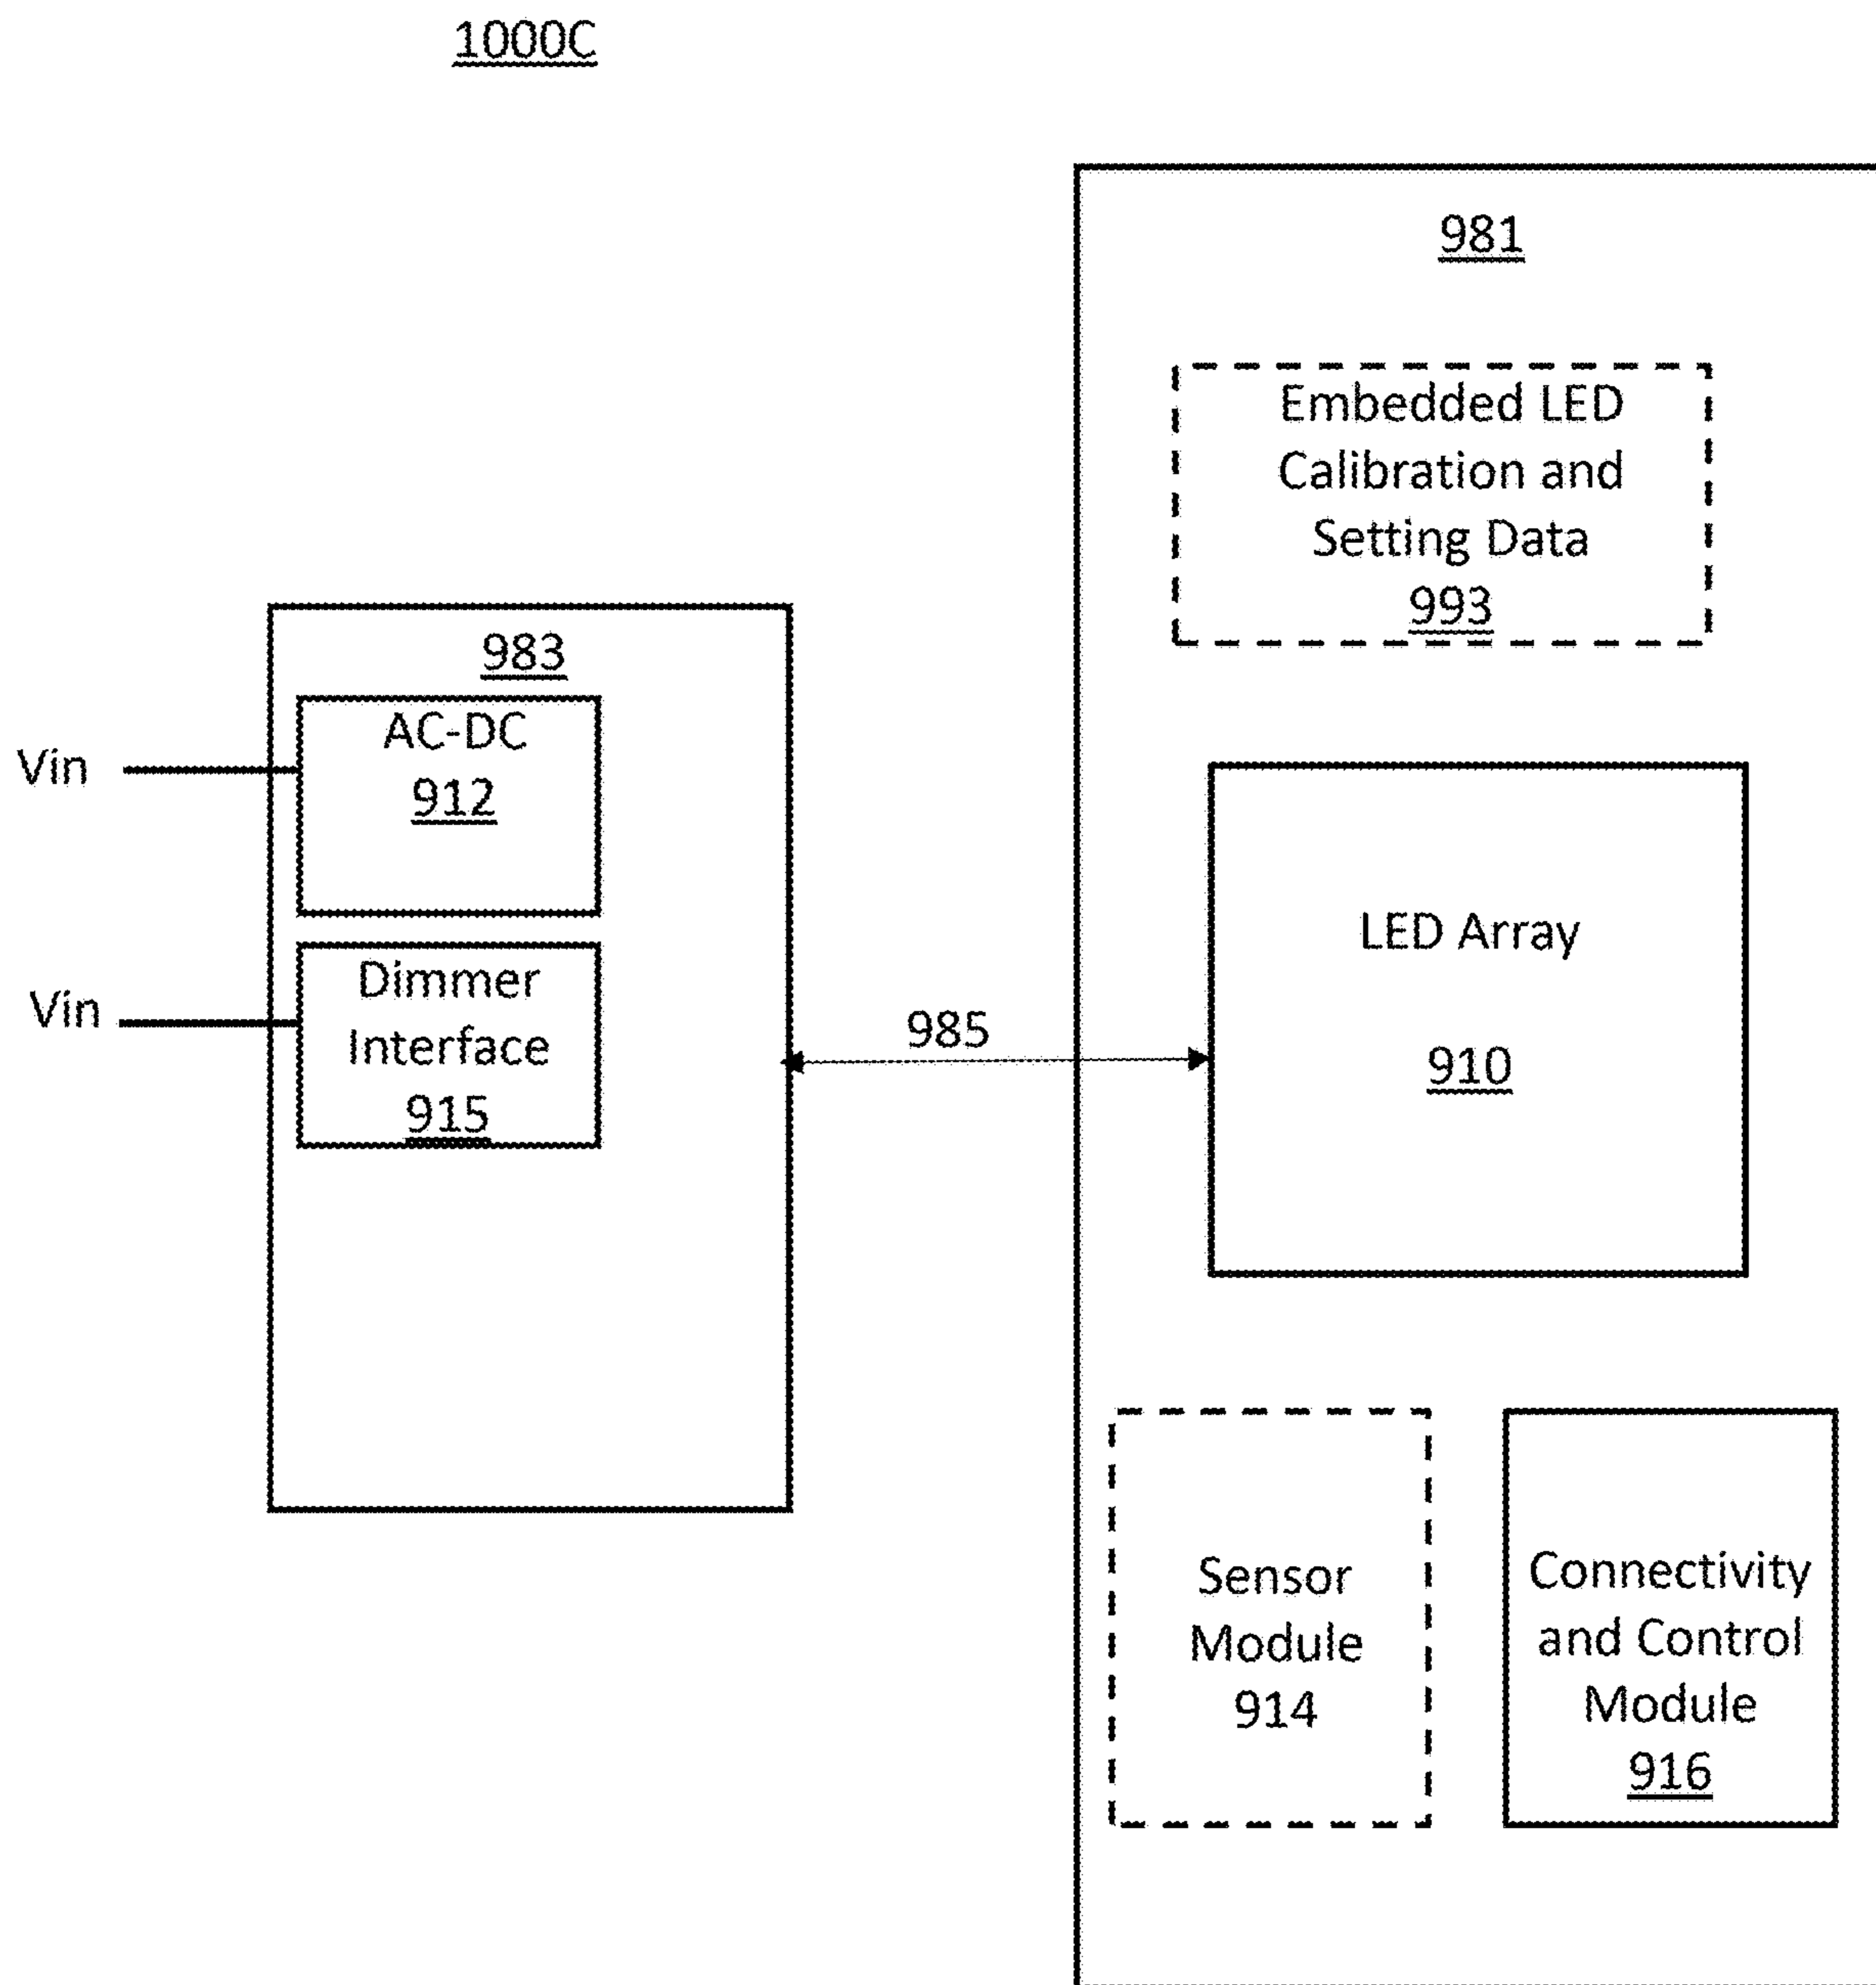 1000C
981
Embedded LED
Calibration and
Setting Data
993
983
AC-DC
912
Vin
Dimmer
Interface
915
Vin
985
LED Array
910
Sensor
Module
914
Connectivity
and Control
Module
916